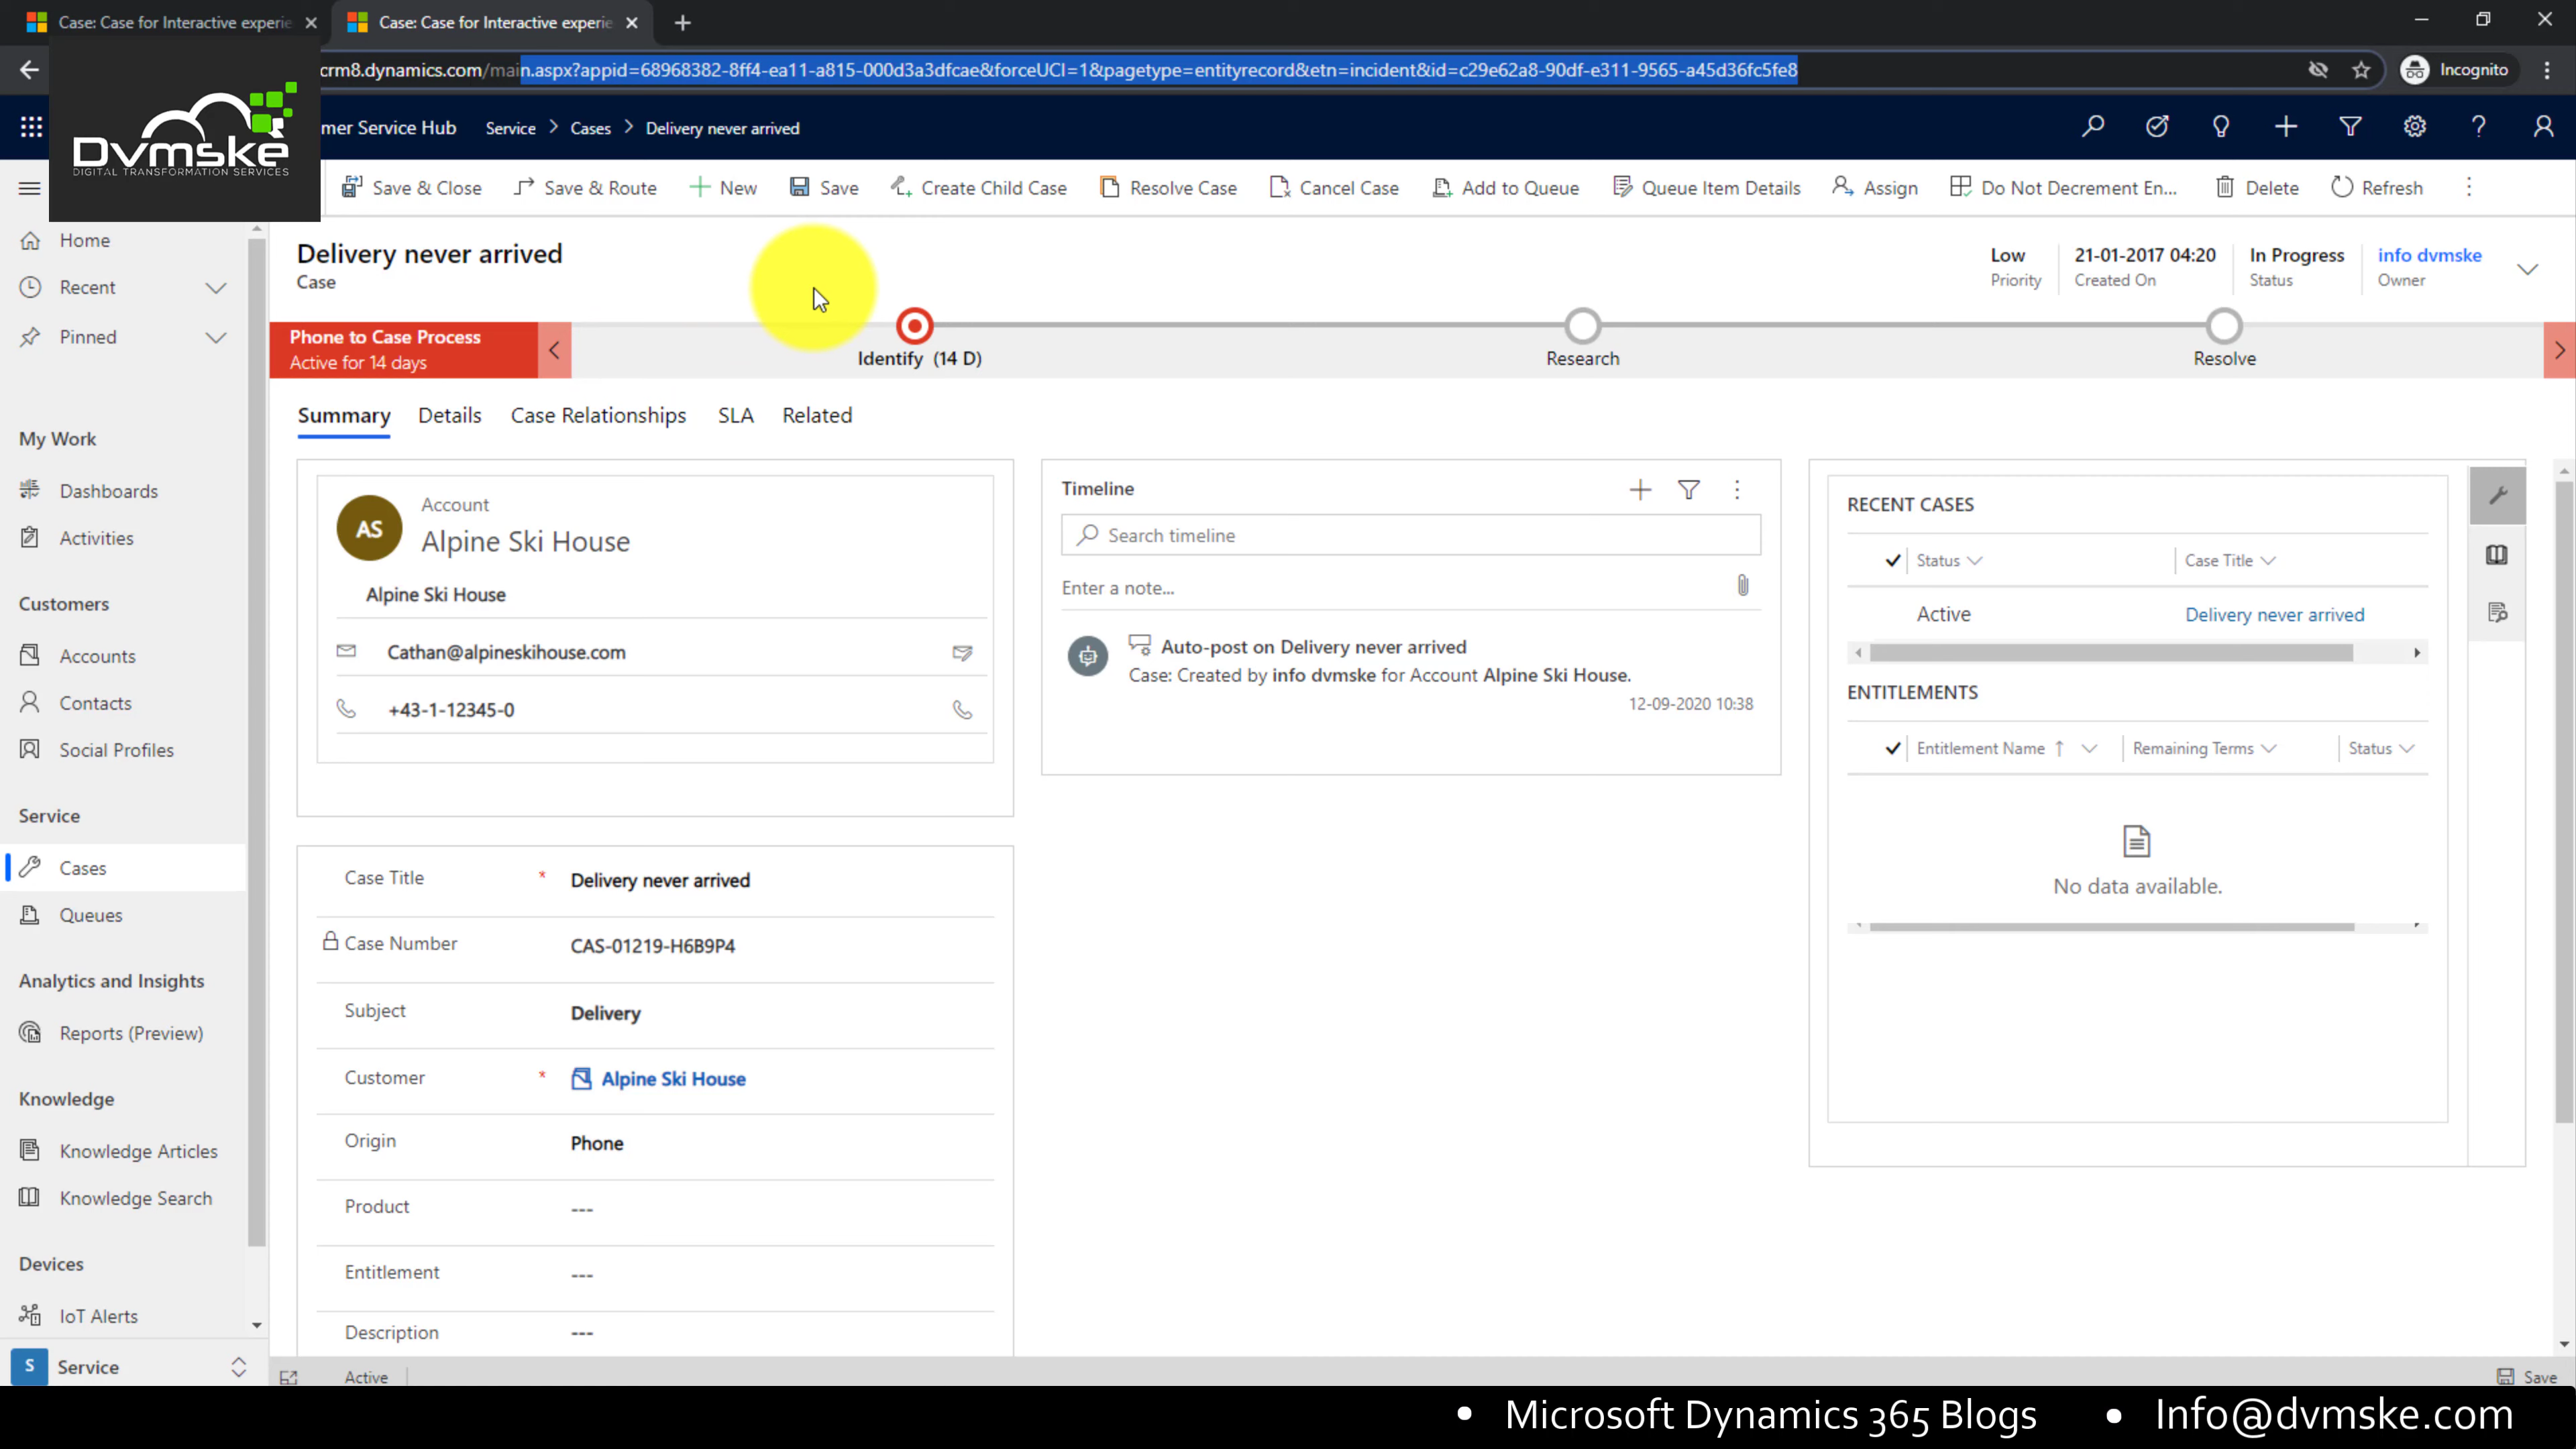 Case: Case for Interactive experie
Case: Case for Interactive experie
crm8.dynamics.com/main.aspx?appid=68968382-8ff4-ea11-a815-000d3a3dfcae&forceUCI=1&pagetype=entityrecord&etn=incident&id=c29e62a8-90df-e311-9565-a45d36fc5fe8
Incognito
Dvmske
DIGITAL TRANSFORMATION SERVICES
mer Service Hub
Service > Cases > Delivery never arrived
Save & Close
Save & Route
New
Save
Create Child Case
Resolve Case
Cancel Case
Add to Queue
Queue Item Details
Assign
Do Not Decrement En...
Delete
Refresh
Home
Recent
Pinned
My Work
Dashboards
Activities
Customers
Accounts
Contacts
Social Profiles
Service
Cases
Queues
Analytics and Insights
Reports (Preview)
Knowledge
Knowledge Articles
Knowledge Search
Devices
IoT Alerts
S Service
Delivery never arrived
Case
Low
Priority
21-01-2017 04:20
Created On
In Progress
Status
info dvmske
Owner
Phone to Case Process
Active for 14 days
Identify (14 D)
Research
Resolve
Summary
Details
Case Relationships
SLA
Related
AS
Account
Alpine Ski House
Alpine Ski House
Cathan@alpineskihouse.com
+43-1-12345-0
Case Title * Delivery never arrived
Case Number CAS-01219-H6B9P4
Subject Delivery
Customer * Alpine Ski House
Origin Phone
Product ---
Entitlement ---
Description ---
Timeline
Search timeline
Enter a note...
Auto-post on Delivery never arrived
Case: Created by info dvmske for Account Alpine Ski House.
12-09-2020 10:38
RECENT CASES
Status
Case Title
Active
Delivery never arrived
ENTITLEMENTS
Entitlement Name ↑
Remaining Terms
Status
No data available.
Active
Save
• Microsoft Dynamics 365 Blogs • Info@dvmske.com